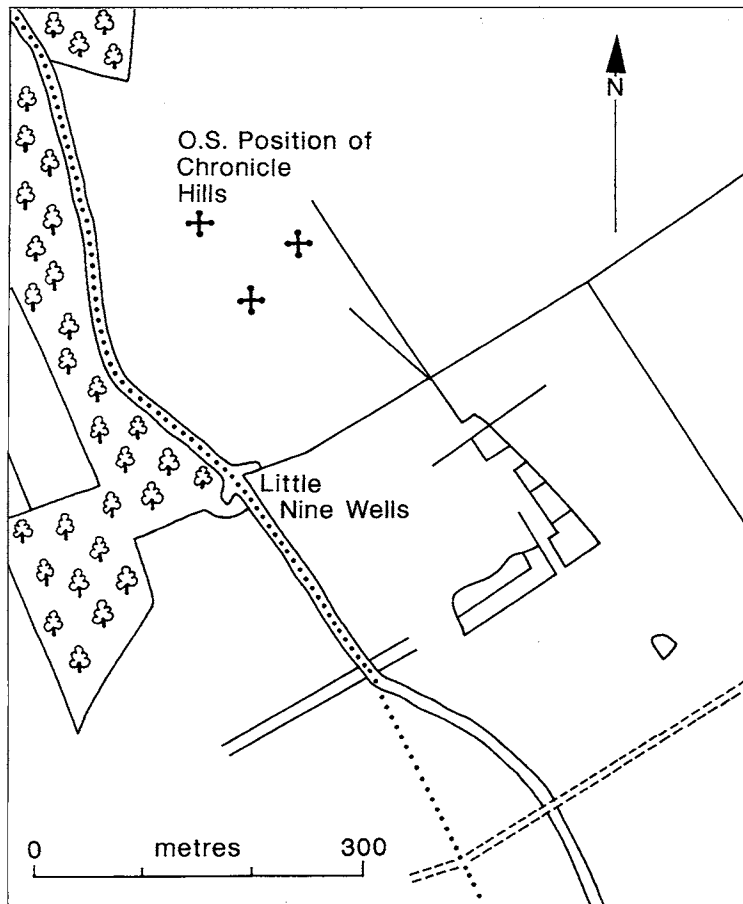 O.S. Position of
Chronicle
Hills
N
Little
Nine Wells
0 metres 300